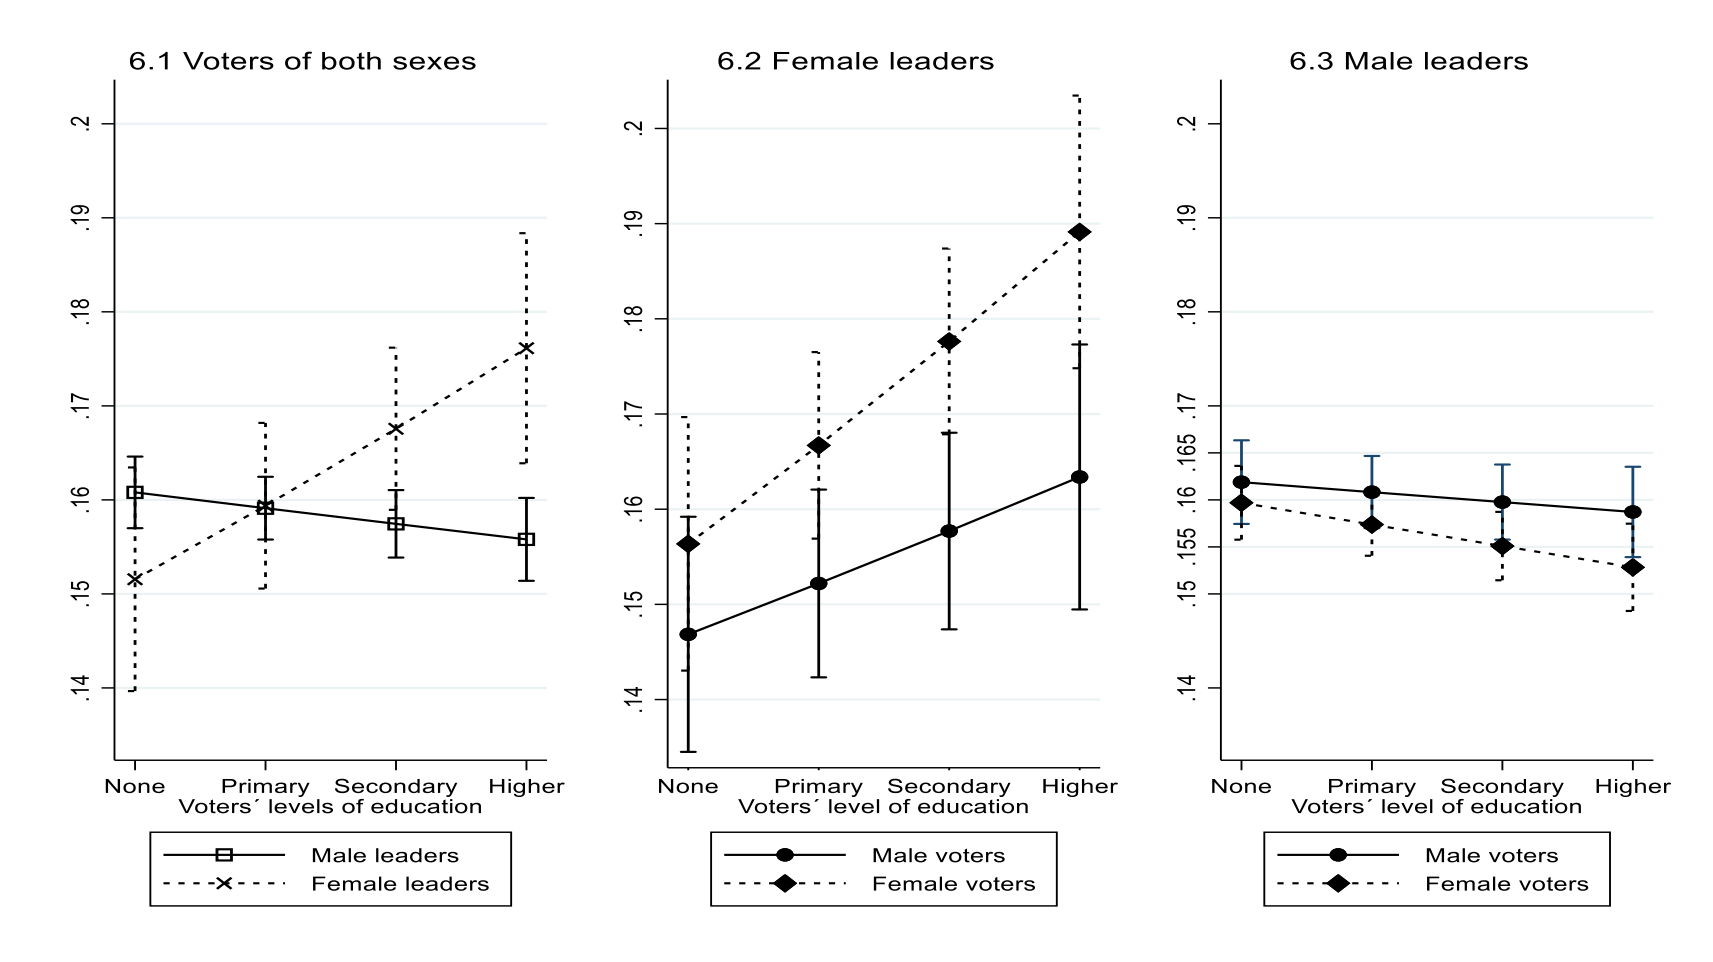 6.1 Voters of both sexes
.2
.19
.18
.17
.16
.15
.14
None Primary Secondary Higher
Voters´ levels of education
Male leaders
Female leaders
6.2 Female leaders
.2
.19
.18
.17
.16
.15
.14
None Primary Secondary Higher
Voters´ level of education
Male voters
Female voters
6.3 Male leaders
.2
.19
.18
.17
.165
.16
.155
.15
.14
None Primary Secondary Higher
Voters´ level of education
Male voters
Female voters